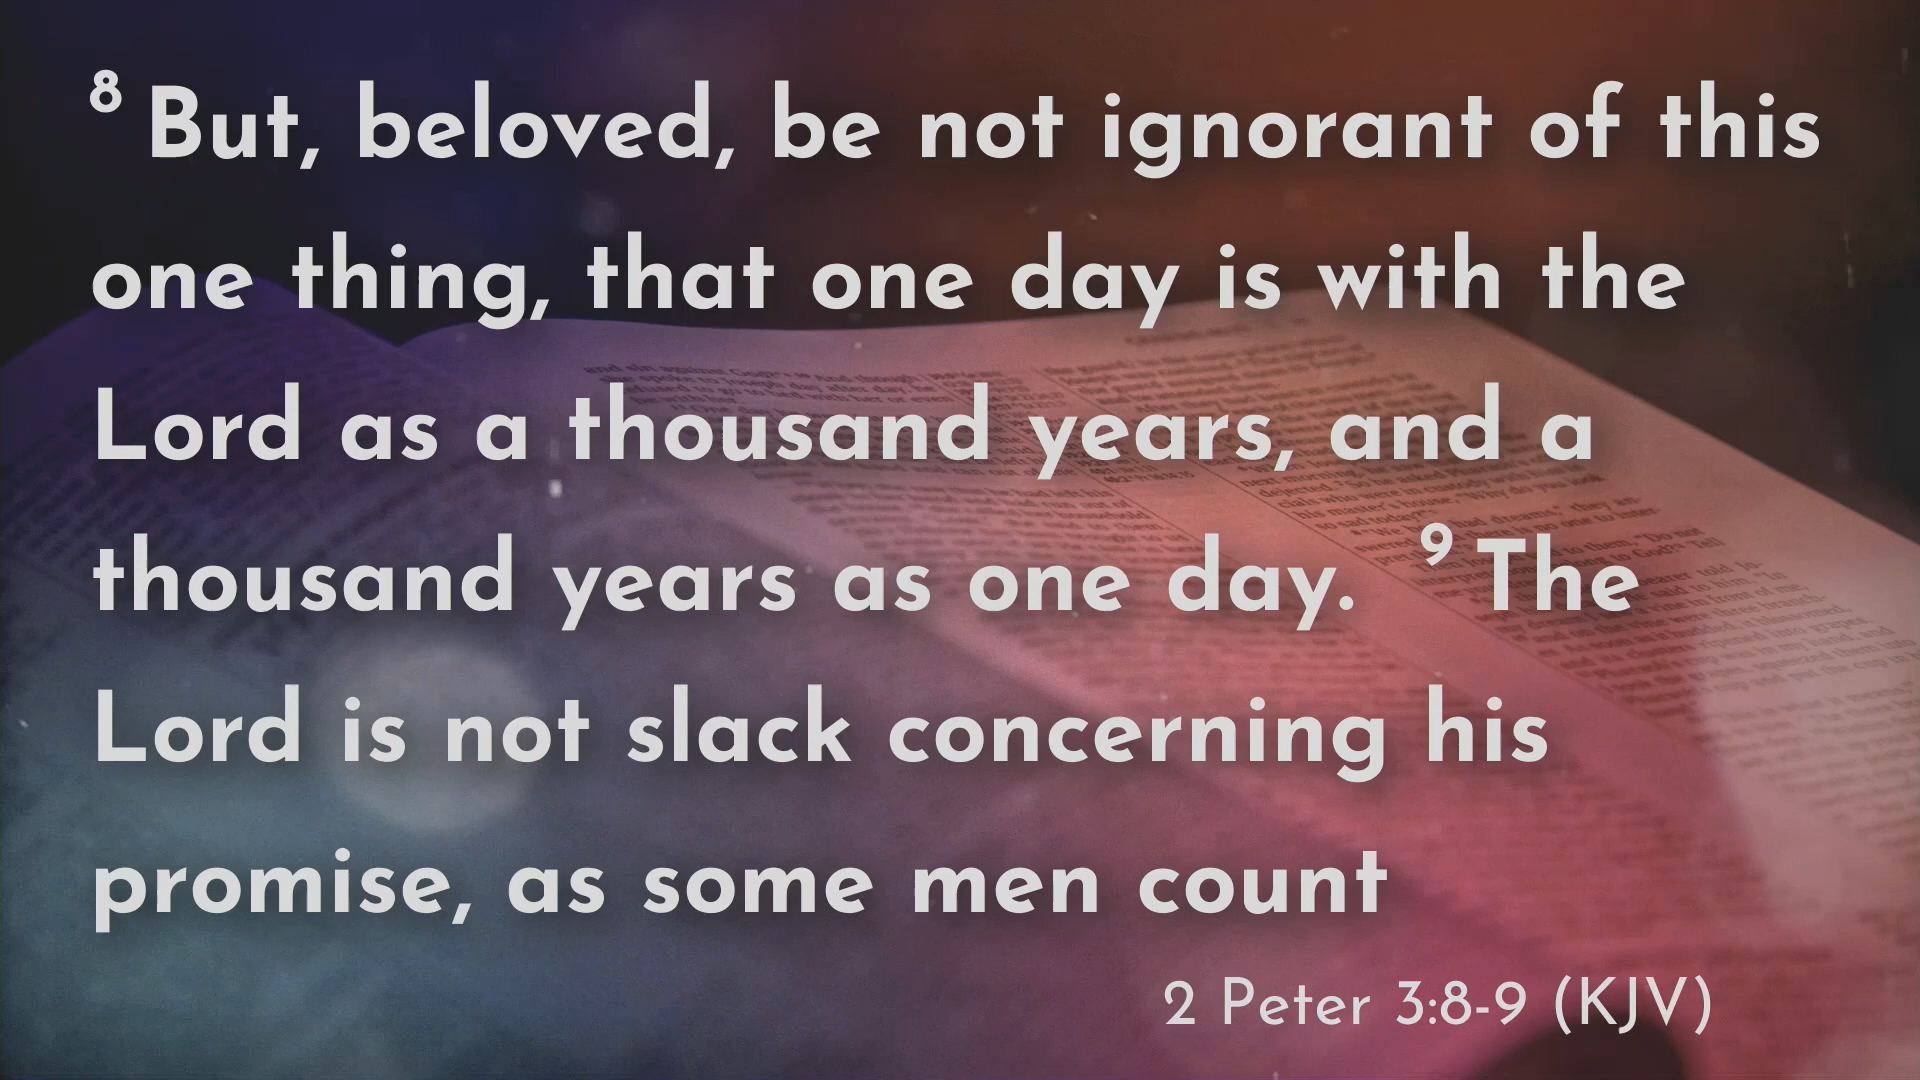 8 But, beloved, be not ignorant of this
one thing, that one day is with the
Lord as a thousand years, and a
thousand years as one day. 9 The
Lord is not slack concerning his
promise, as some men count
2 Peter 3:8-9 (KJV)